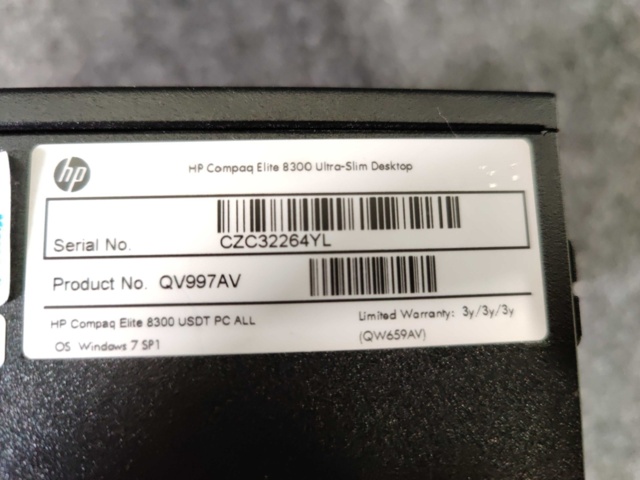 hp
HP Compaq Elite 8300 Ultra-Slim Desktop
Serial No. CZC32264YL
Product No. QV997AV
HP Compaq Elite 8300 USDT PC ALL
Limited Warranty: 3y/3y/3y
OS Windows 7 SP1
(QW659AV)